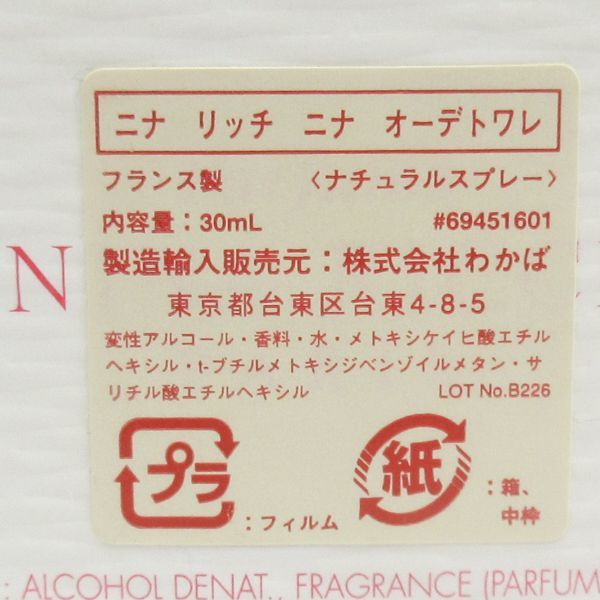 ニナ リッチ ニナ オーデトワレ
フランス製 〈ナチュラルスプレー〉
内容量：30mL #69451601
N
製造輸入販売元：株式会社わかば
東京都台東区台東4-8-5
変性アルコール・香料・水・メトキシケイヒ酸エチル
ヘキシル・t-ブチルメトキシジベンゾイルメタン・サ
リチル酸エチルヘキシル LOT No.B226
プラ ：フィルム
紙 ：箱、
中枠
: ALCOHOL DENAT., FRAGRANCE (PARFUM